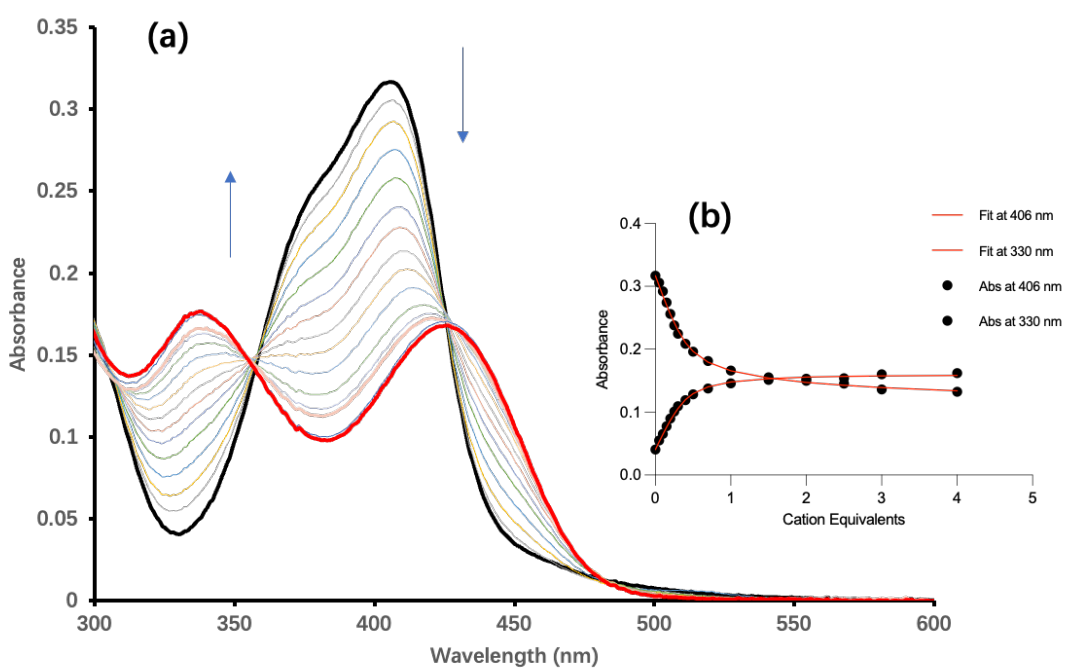 (a)
0.35
0.3
0.25
0.2
0.15
0.1
0.05
0
Absorbance
300
350
400
450
500
550
600
Wavelength (nm)
(b)
0.4
0.3
0.2
0.1
0.0
Absorbance
0
1
2
3
4
5
Cation Equivalents
Fit at 406 nm
Fit at 330 nm
Abs at 406 nm
Abs at 330 nm